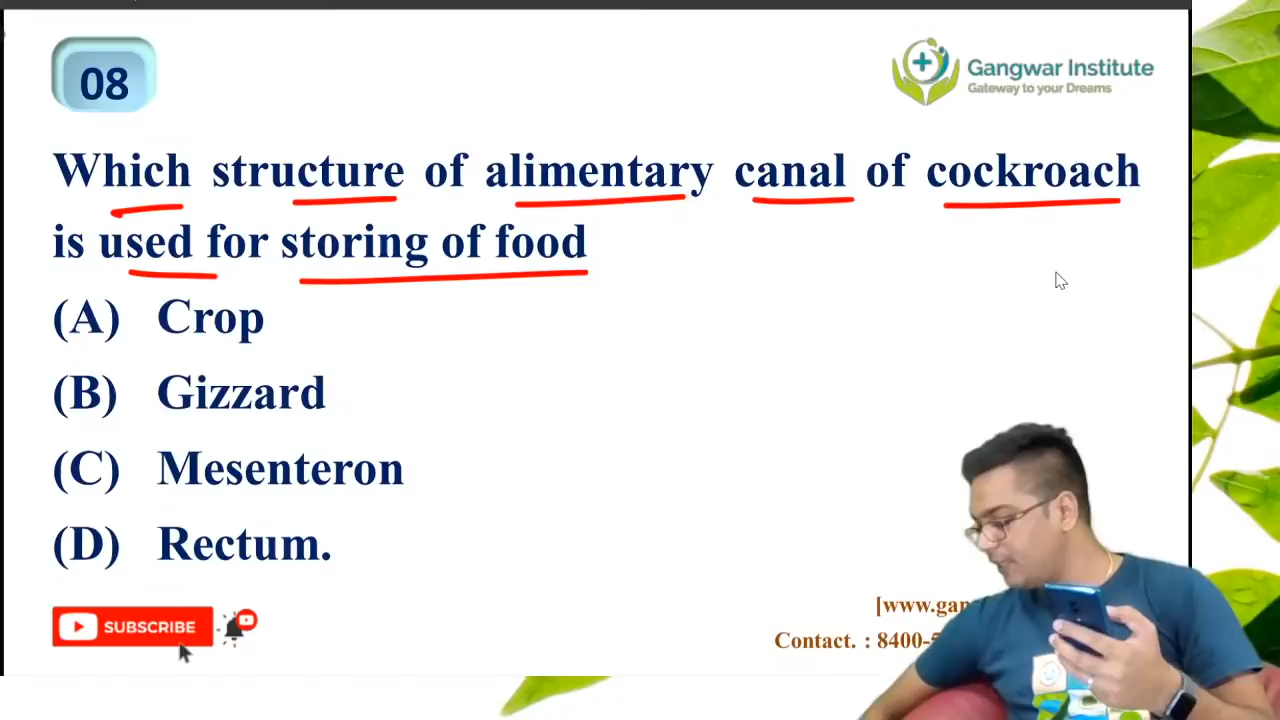 08
Gangwar Institute
Gateway to your Dreams
Which structure of alimentary canal of cockroach
is used for storing of food
(A) Crop
(B) Gizzard
(C) Mesenteron
(D) Rectum.
SUBSCRIBE
Contact. :